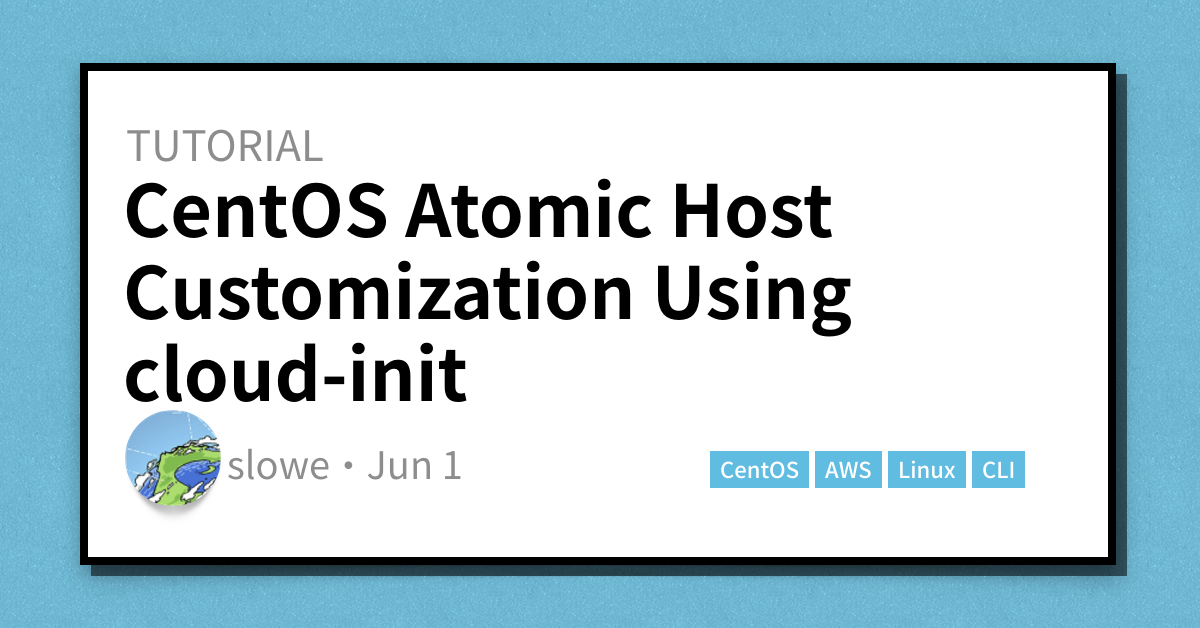 TUTORIAL
CentOS Atomic Host
Customization Using
cloud-init
slowe • Jun 1
CentOS AWS Linux CLI